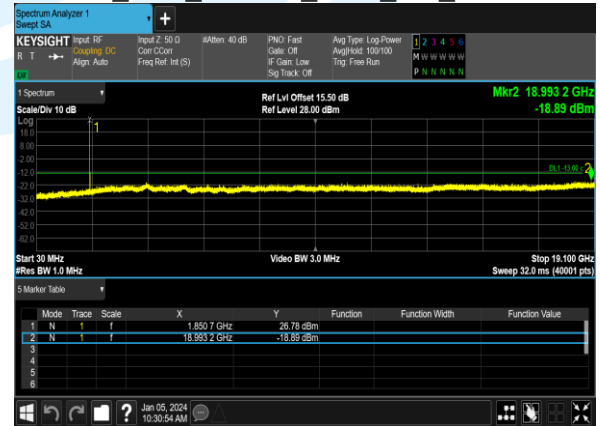 Spectrum Analyzer 1
Swept SA
+
KEYSIGHT Input: RF Input Z: 50 Ω #Atten: 40 dB PNO: Fast Avg Type: Log-Power 1 2 3 4 5 6
R T Coupling: DC Corr CCorr Gate: Off Avg|Hold: 100/100 M W W W W W
Align: Auto Freq Ref: Int (S) IF Gain: Low Trig: Free Run
LV Sig Track: Off P N N N N N
1 Spectrum Ref Lvl Offset 15.50 dB Mkr2 18.993 2 GHz
Scale/Div 10 dB Ref Level 28.00 dBm -18.89 dBm
Log
18.0 1
8.00
-2.00
-12.0 DL1 -13.00 2
-22.0
-32.0
-42.0
-52.0
-62.0
Start 30 MHz Video BW 3.0 MHz Stop 19.100 GHz
#Res BW 1.0 MHz Sweep 32.0 ms (40001 pts)
5 Marker Table
Mode Trace Scale X Y Function Function Width Function Value
1 N 1 f 1.850 7 GHz 26.78 dBm
2 N 1 f 18.993 2 GHz -18.89 dBm
3
4
5
6
? Jan 05, 2024
10:30:54 AM